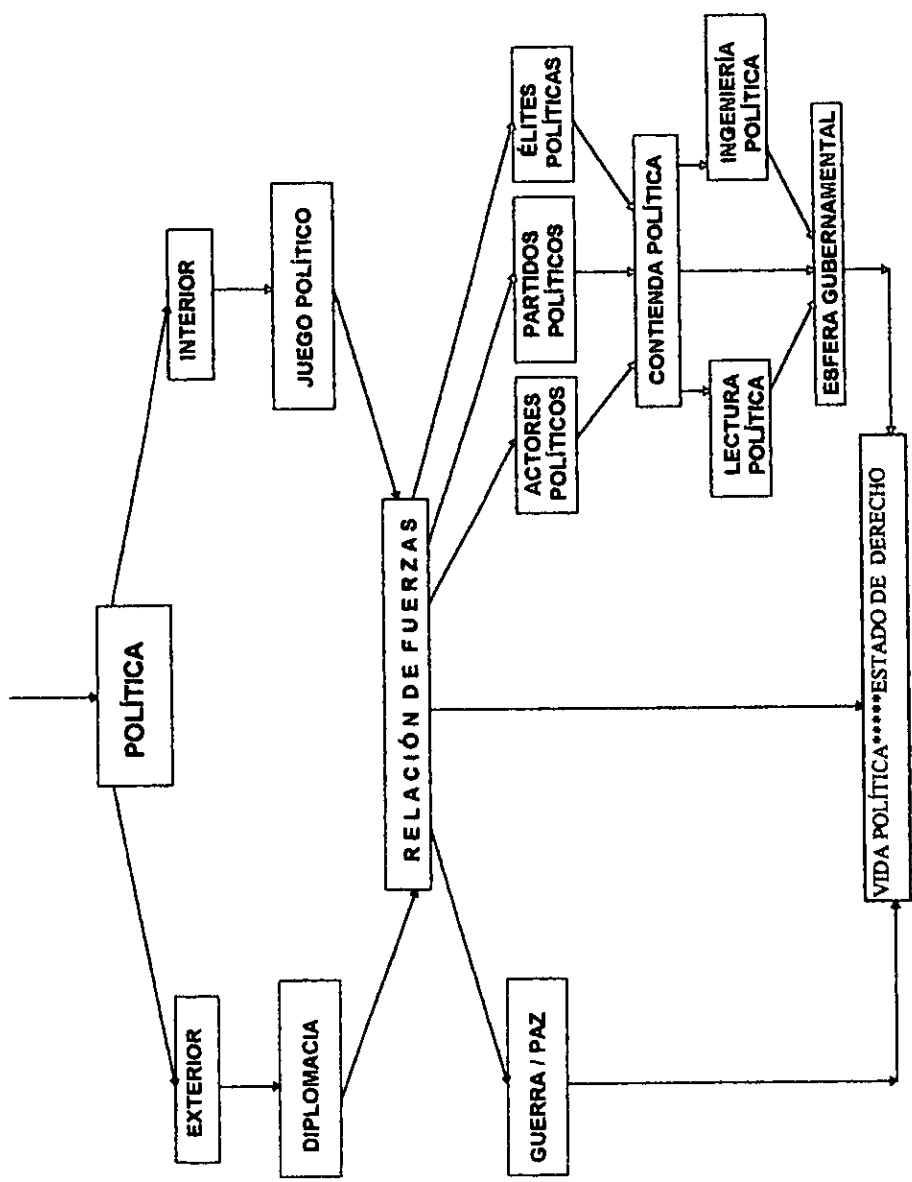 POLÍTICA
EXTERIOR
INTERIOR
DIPLOMACIA
JUEGO POLÍTICO
RELACIÓN DE FUERZAS
GUERRA / PAZ
ACTORES
POLÍTICOS
PARTIDOS
POLÍTICOS
ÉLITES
POLÍTICAS
CONTIENDA POLÍTICA
LECTURA
POLÍTICA
INGENIERÍA
POLÍTICA
ESFERA GUBERNAMENTAL
VIDA POLÍTICA*****ESTADO DE DERECHO